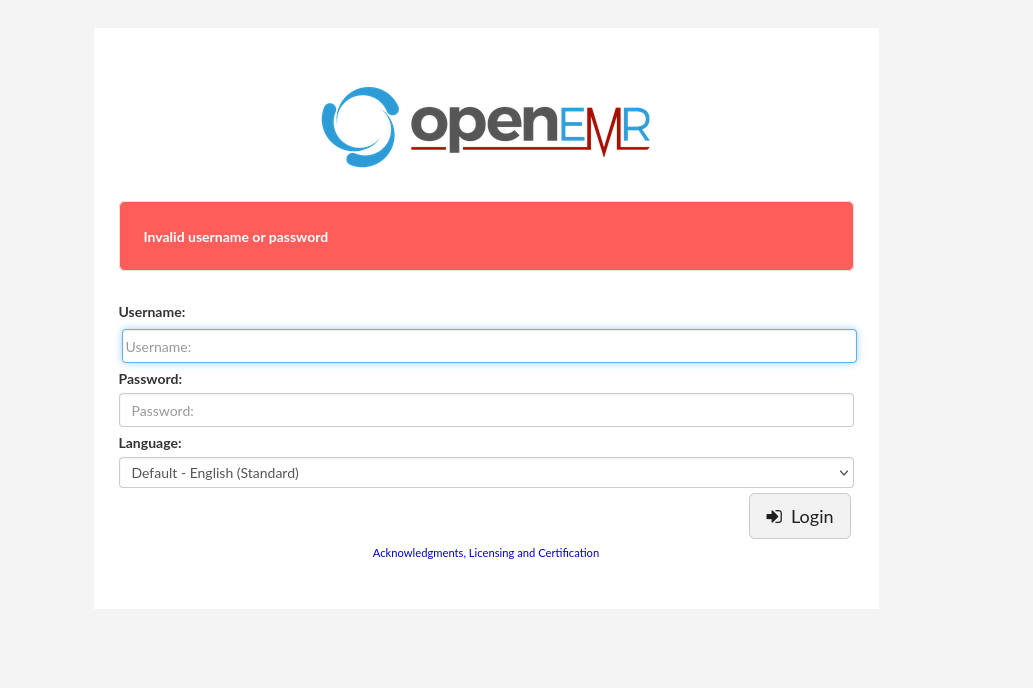 openEMR
Invalid username or password
Username:
Username:
Password:
Password:
Language:
Default - English (Standard)
Login
Acknowledgments, Licensing and Certification